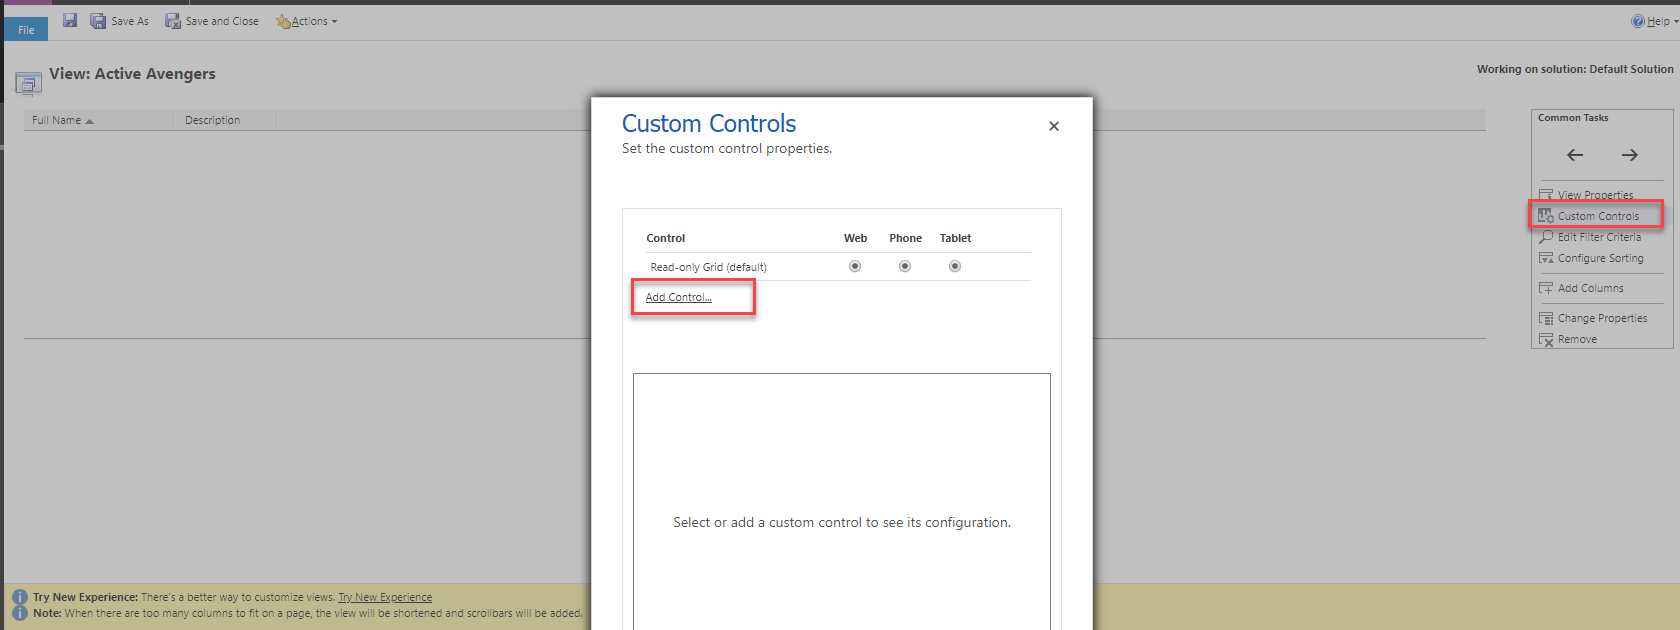 File
Save As
Save and Close
Actions
Help
View: Active Avengers
Working on solution: Default Solution
Full Name
Description
Common Tasks
View Properties
Custom Controls
Edit Filter Criteria
Configure Sorting
Add Columns
Change Properties
Remove
Custom Controls
Set the custom control properties.
Control Web Phone Tablet
Read-only Grid (default)
Add Control...
Select or add a custom control to see its configuration.
Try New Experience: There's a better way to customize views. Try New Experience
Note: When there are too many columns to fit on a page, the view will be shortened and scrollbars will be added.